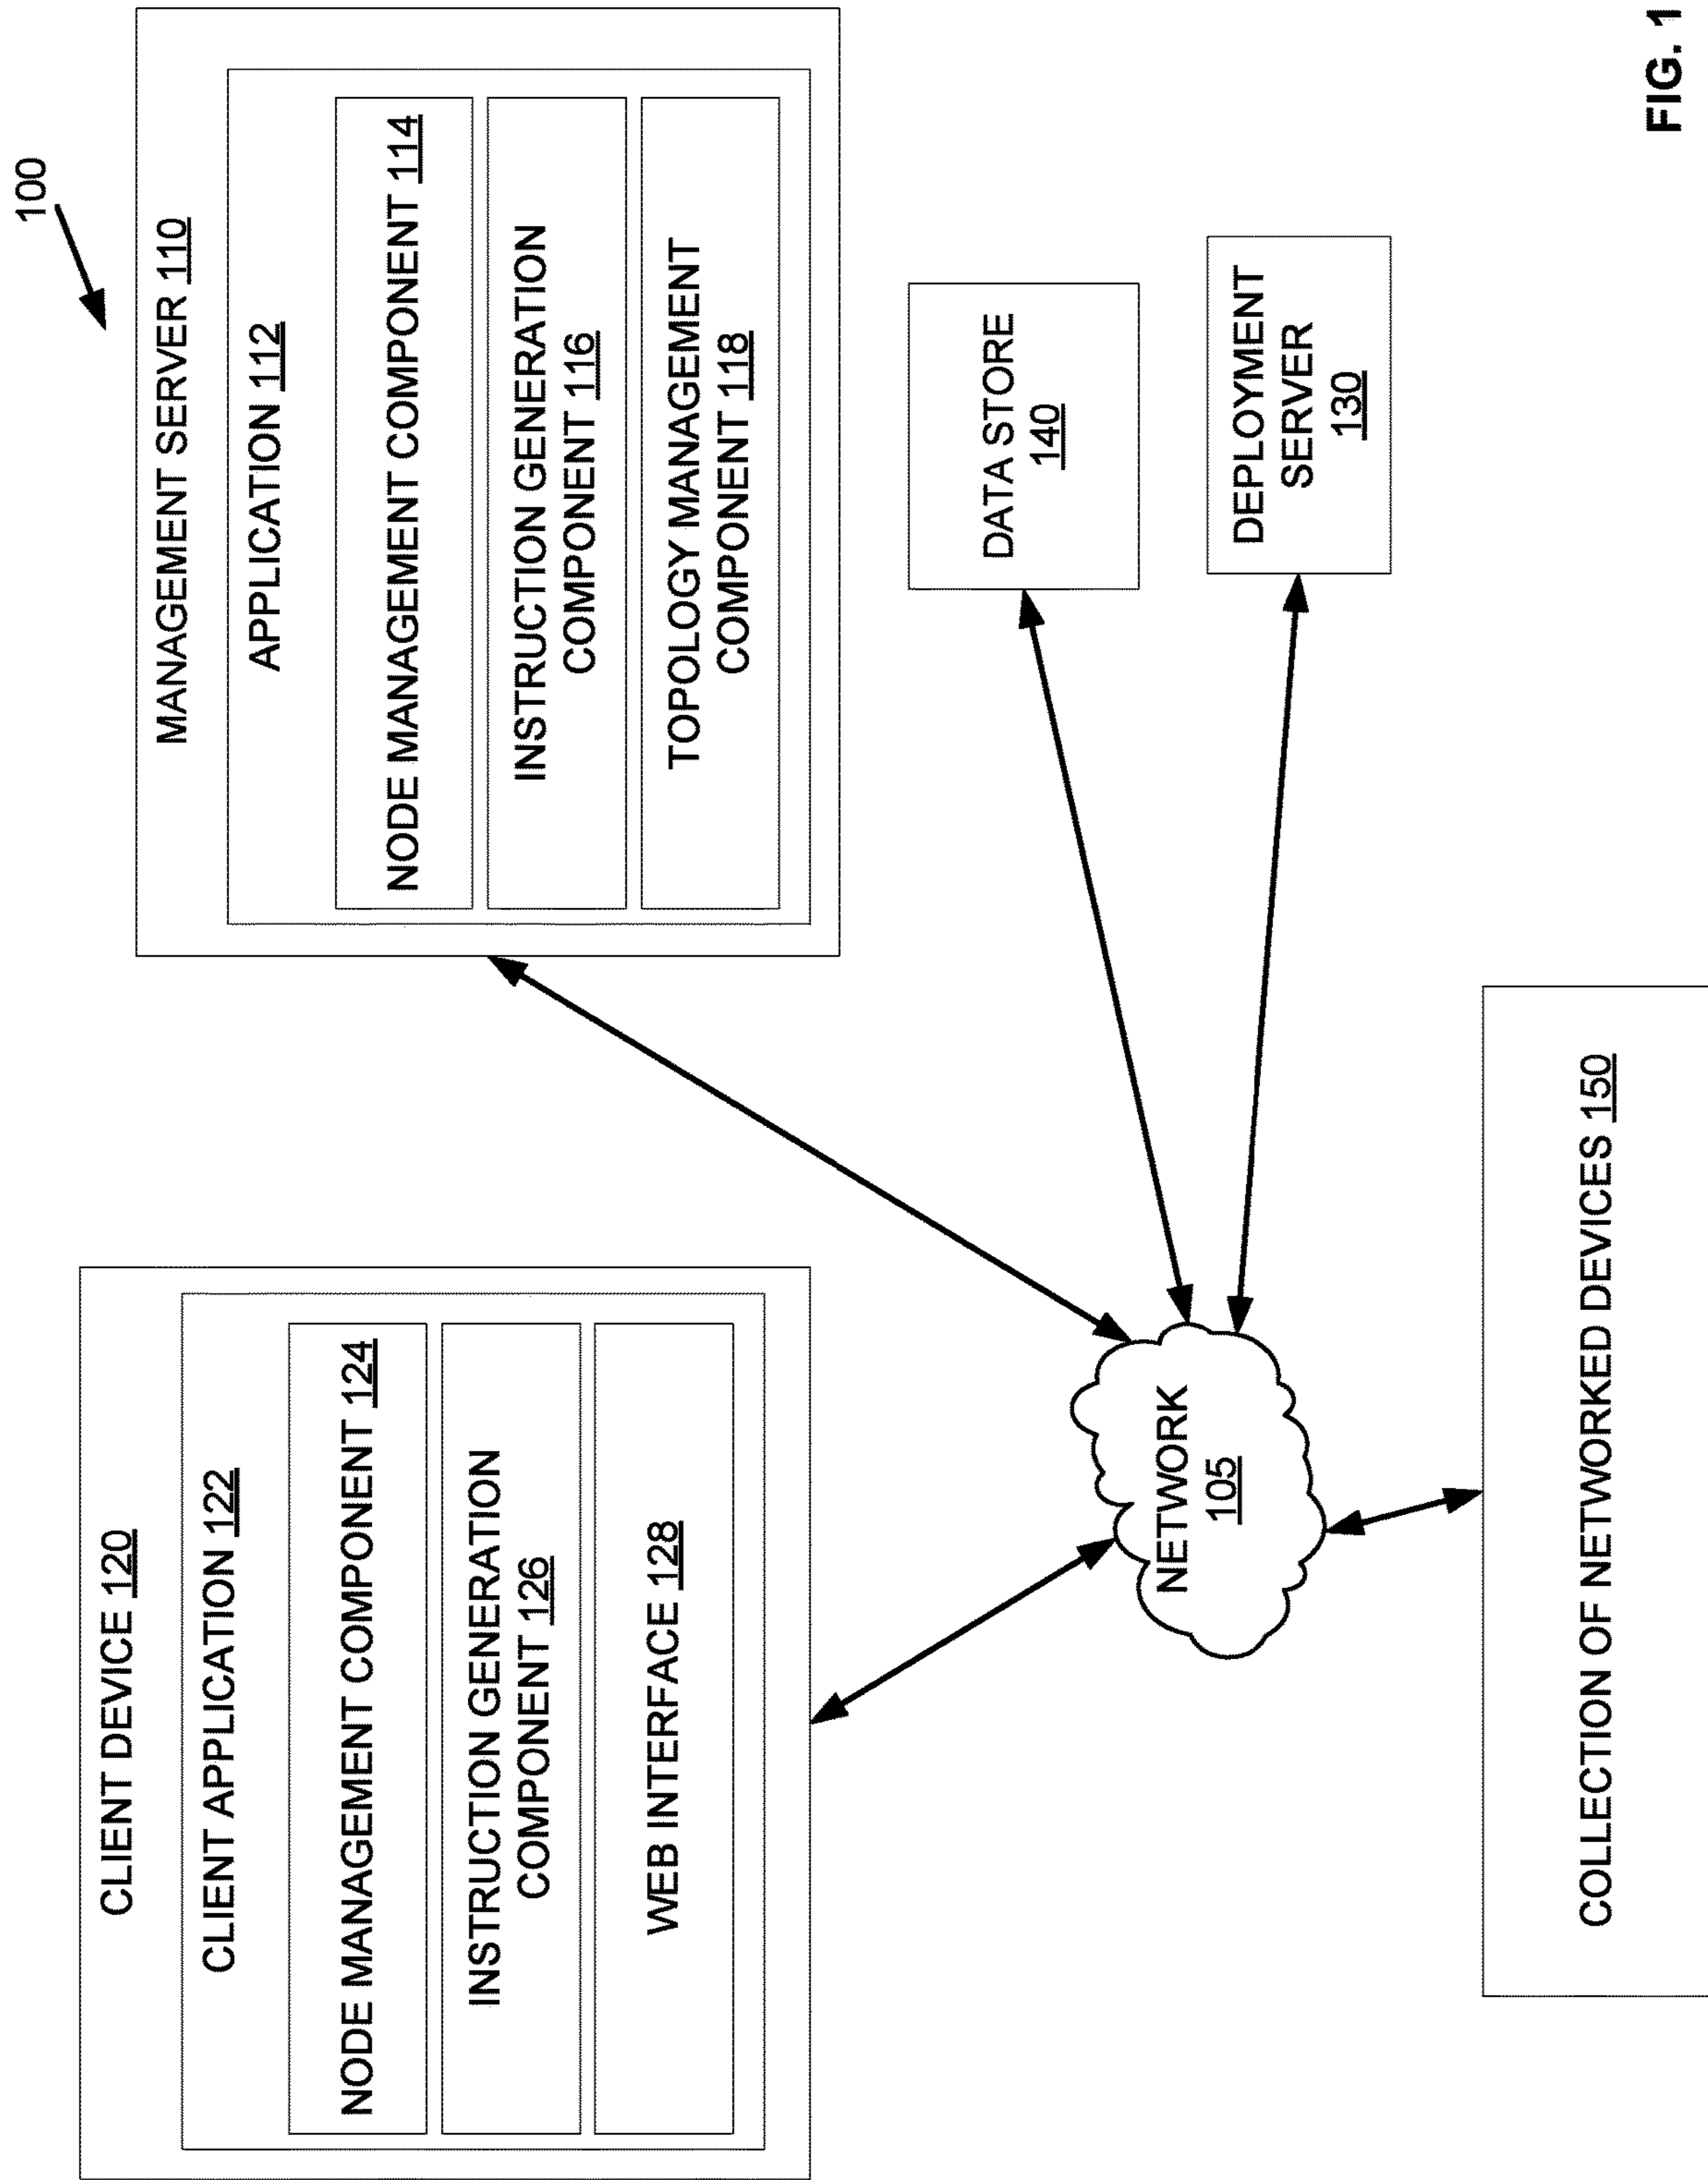 100
CLIENT DEVICE 120
CLIENT APPLICATION 122
NODE MANAGEMENT COMPONENT 124
INSTRUCTION GENERATION
COMPONENT 126
WEB INTERFACE 128
MANAGEMENT SERVER 110
APPLICATION 112
NODE MANAGEMENT COMPONENT 114
INSTRUCTION GENERATION
COMPONENT 116
TOPOLOGY MANAGEMENT
COMPONENT 118
DATA STORE
140
NETWORK
105
DEPLOYMENT
SERVER
130
COLLECTION OF NETWORKED DEVICES 150
FIG. 1